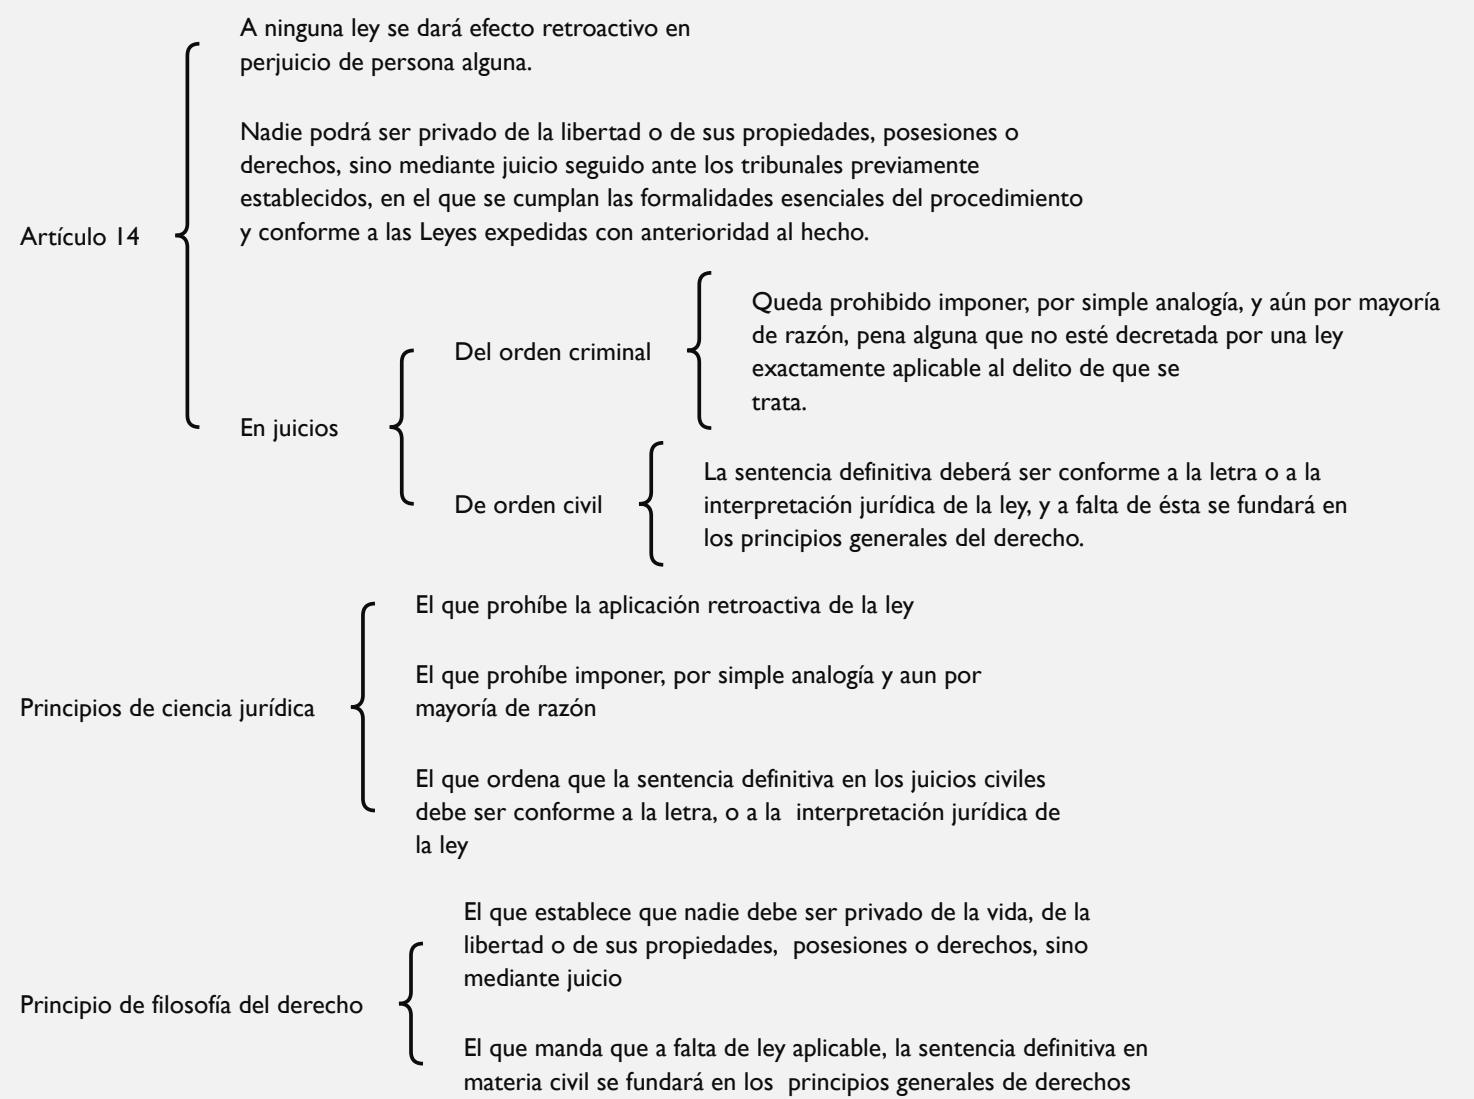 A ninguna ley se dará efecto retroactivo en
perjuicio de persona alguna.
Nadie podrá ser privado de la libertad o de sus propiedades, posesiones o
derechos, sino mediante juicio seguido ante los tribunales previamente
establecidos, en el que se cumplan las formalidades esenciales del procedimiento
y conforme a las Leyes expedidas con anterioridad al hecho.
Artículo 14
Queda prohibido imponer, por simple analogía, y aún por mayoría
de razón, pena alguna que no esté decretada por una ley
exactamente aplicable al delito de que se
trata.
Del orden criminal
En juicios
La sentencia definitiva deberá ser conforme a la letra o a la
interpretación jurídica de la ley, y a falta de ésta se fundará en
los principios generales del derecho.
De orden civil
El que prohíbe la aplicación retroactiva de la ley
El que prohíbe imponer, por simple analogía y aun por
mayoría de razón
Principios de ciencia jurídica
El que ordena que la sentencia definitiva en los juicios civiles
debe ser conforme a la letra, o a la  interpretación jurídica de
la ley
El que establece que nadie debe ser privado de la vida, de la
libertad o de sus propiedades,  posesiones o derechos, sino
mediante juicio
Principio de filosofía del derecho
El que manda que a falta de ley aplicable, la sentencia definitiva en
materia civil se fundará en los  principios generales de derechos